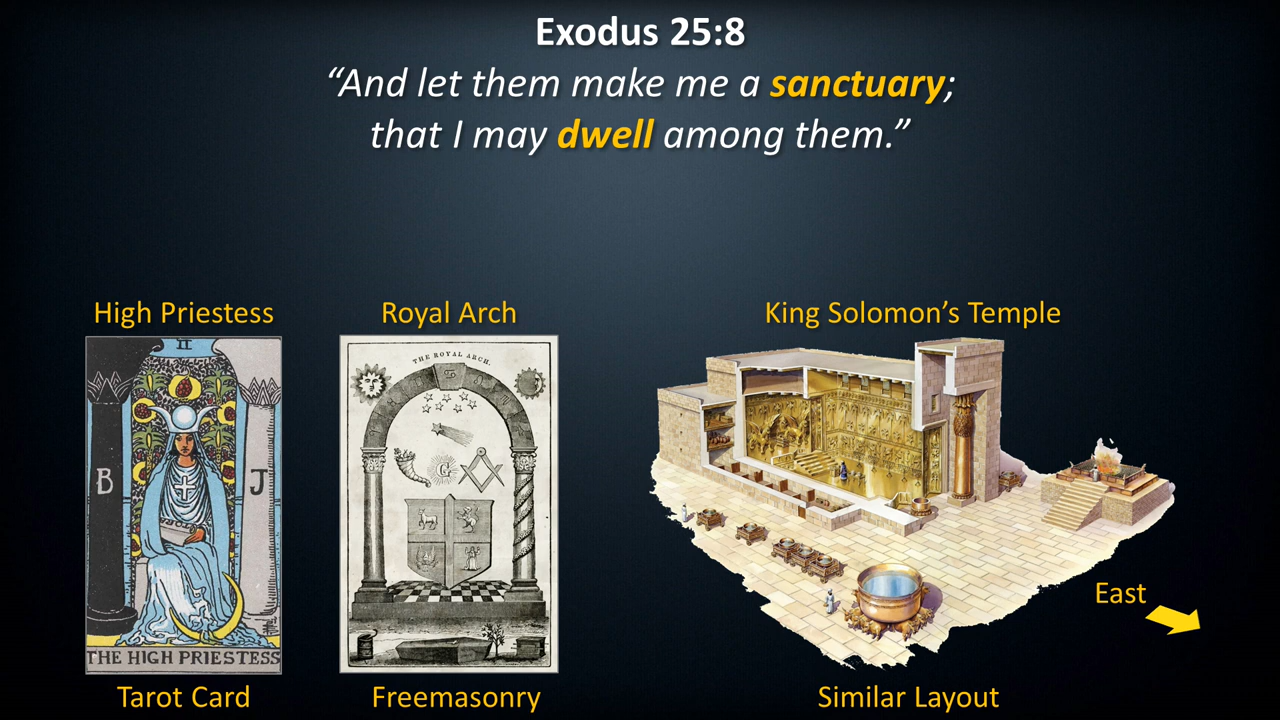 Exodus 25:8
“And let them make me a sanctuary;
that I may dwell among them.”
High Priestess
Royal Arch
King Solomon’s Temple
II
B
J
THE HIGH PRIESTESS
THE ROYAL ARCH.
G
East
Tarot Card
Freemasonry
Similar Layout